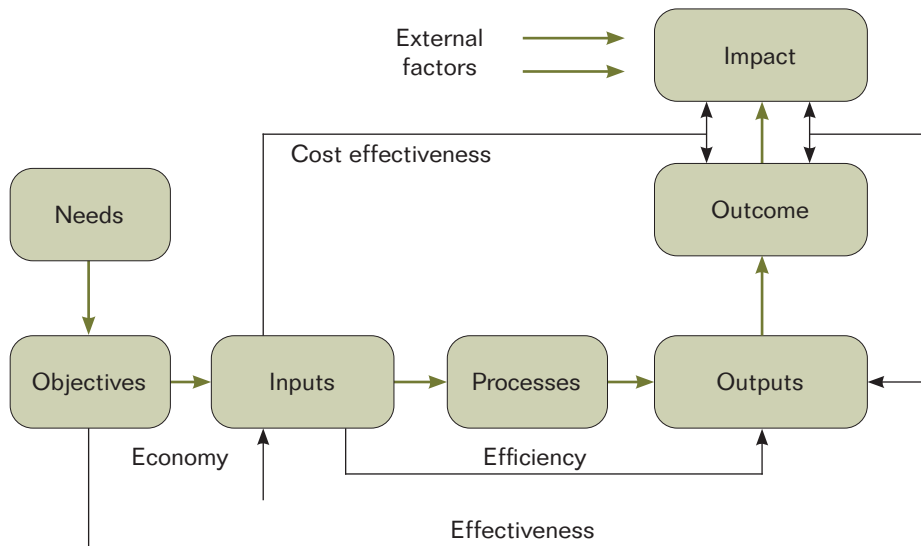 External
factors
Impact
Cost effectiveness
Needs
Outcome
Objectives
Inputs
Processes
Outputs
Economy
Efficiency
Effectiveness